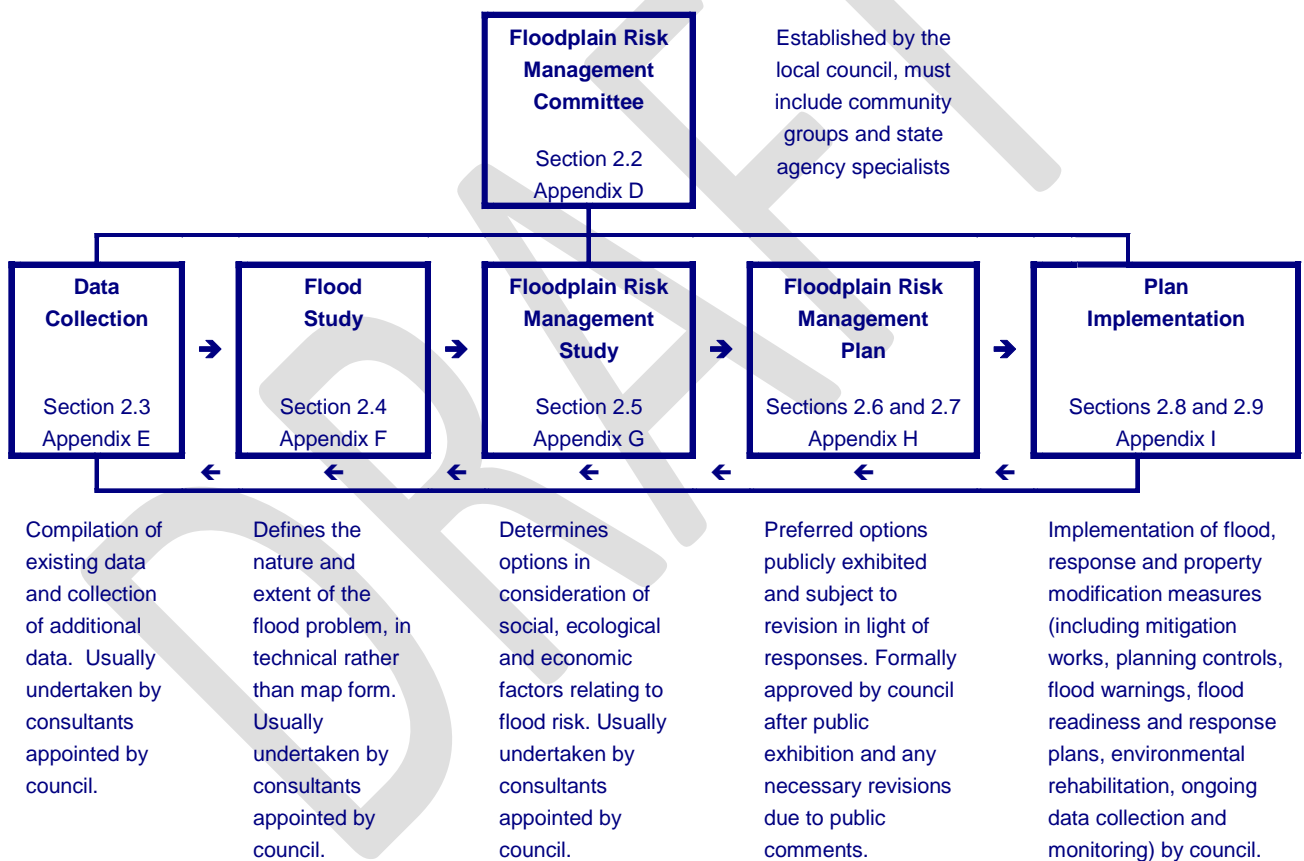 Floodplain Risk
Management
Committee
Section 2.2
Appendix D
Established by the
local council, must
include community
groups and state
agency specialists
Data
Collection
Section 2.3
Appendix E
Flood
Study
Section 2.4
Appendix F
Floodplain Risk
Management
Study
Section 2.5
Appendix G
Floodplain Risk
Management
Plan
Sections 2.6 and 2.7
Appendix H
Plan
Implementation
Sections 2.8 and 2.9
Appendix I
Compilation of
existing data
and collection
of additional
data.  Usually
undertaken by
consultants
appointed by
council.
Defines the
nature and
extent of the
flood problem, in
technical rather
than map form.
Usually
undertaken by
consultants
appointed by
council.
Determines
options in
consideration of
social, ecological
and economic
factors relating to
flood risk. Usually
undertaken by
consultants
appointed by
council.
Preferred options
publicly exhibited
and subject to
revision in light of
responses. Formally
approved by council
after public
exhibition and any
necessary revisions
due to public
comments.
Implementation of flood,
response and property
modification measures
(including mitigation
works, planning controls,
flood warnings, flood
readiness and response
plans, environmental
rehabilitation, ongoing
data collection and
monitoring) by council.
DRAFT